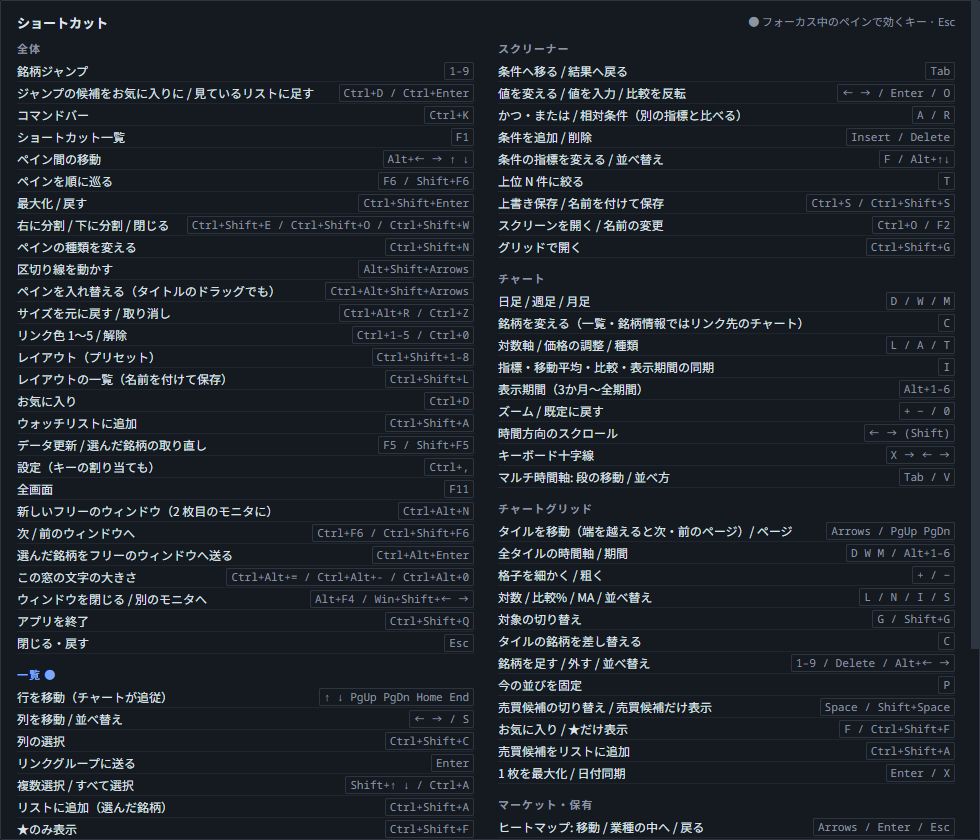 ショートカット
● フォーカス中のペインで効くキー · Esc
全体
銘柄ジャンプ 1-9
ジャンプの候補をお気に入りに / 見ているリストに足す Ctrl+D / Ctrl+Enter
コマンドバー Ctrl+K
ショートカット一覧 F1
ペイン間の移動 Alt+← → ↑ ↓
ペインを順に巡る F6 / Shift+F6
最大化 / 戻す Ctrl+Shift+Enter
右に分割 / 下に分割 / 閉じる Ctrl+Shift+E / Ctrl+Shift+O / Ctrl+Shift+W
ペインの種類を変える Ctrl+Shift+N
区切り線を動かす Alt+Shift+Arrows
ペインを入れ替える（タイトルのドラッグでも） Ctrl+Alt+Shift+Arrows
サイズを元に戻す / 取り消し Ctrl+Alt+R / Ctrl+Z
リンク色 1〜5 / 解除 Ctrl+1-5 / Ctrl+0
レイアウト（プリセット） Ctrl+Shift+1-8
レイアウトの一覧（名前を付けて保存） Ctrl+Shift+L
お気に入り Ctrl+D
ウォッチリストに追加 Ctrl+Shift+A
データ更新 / 選んだ銘柄の取り直し F5 / Shift+F5
設定（キーの割り当ても） Ctrl+,
全画面 F11
新しいフリーのウィンドウ（2 枚目のモニタに） Ctrl+Alt+N
次 / 前のウィンドウへ Ctrl+F6 / Ctrl+Shift+F6
選んだ銘柄をフリーのウィンドウへ送る Ctrl+Alt+Enter
この窓の文字の大きさ Ctrl+Alt+= / Ctrl+Alt+- / Ctrl+Alt+0
ウィンドウを閉じる / 別のモニタへ Alt+F4 / Win+Shift+← →
アプリを終了 Ctrl+Shift+Q
閉じる・戻す Esc
一覧 ●
行を移動（チャートが追従） ↑ ↓ PgUp PgDn Home End
列を移動 / 並べ替え ← → / S
列の選択 Ctrl+Shift+C
リンクグループに送る Enter
複数選択 / すべて選択 Shift+↑ ↓ / Ctrl+A
リストに追加（選んだ銘柄） Ctrl+Shift+A
★のみ表示 Ctrl+Shift+F
スクリーナー
条件へ移る / 結果へ戻る Tab
値を変える / 値を入力 / 比較を反転 ← → / Enter / O
かつ・または / 相対条件（別の指標と比べる） A / R
条件を追加 / 削除 Insert / Delete
条件の指標を変える / 並べ替え F / Alt+↑↓
上位 N 件に絞る T
上書き保存 / 名前を付けて保存 Ctrl+S / Ctrl+Shift+S
スクリーンを開く / 名前の変更 Ctrl+O / F2
グリッドで開く Ctrl+Shift+G
チャート
日足 / 週足 / 月足 D / W / M
銘柄を変える（一覧・銘柄情報ではリンク先のチャート） C
対数軸 / 価格の調整 / 種類 L / A / T
指標・移動平均・比較・表示期間の同期 I
表示期間（3か月〜全期間） Alt+1-6
ズーム / 既定に戻す + − / 0
時間方向のスクロール ← → (Shift)
キーボード十字線 X → ← →
マルチ時間軸: 段の移動 / 並べ方 Tab / V
チャートグリッド
タイルを移動（端を越えると次・前のページ）/ ページ Arrows / PgUp PgDn
全タイルの時間軸 / 期間 D W M / Alt+1-6
格子を細かく / 粗く + / −
対数 / 比較% / MA / 並べ替え L / N / I / S
対象の切り替え G / Shift+G
タイルの銘柄を差し替える C
銘柄を足す / 外す / 並べ替え 1-9 / Delete / Alt+← →
今の並びを固定 P
売買候補の切り替え / 売買候補だけ表示 Space / Shift+Space
お気に入り / ★だけ表示 F / Ctrl+Shift+F
売買候補をリストに追加 Ctrl+Shift+A
1 枚を最大化 / 日付同期 Enter / X
マーケット・保有
ヒートマップ: 移動 / 業種の中へ / 戻る Arrows / Enter / Esc